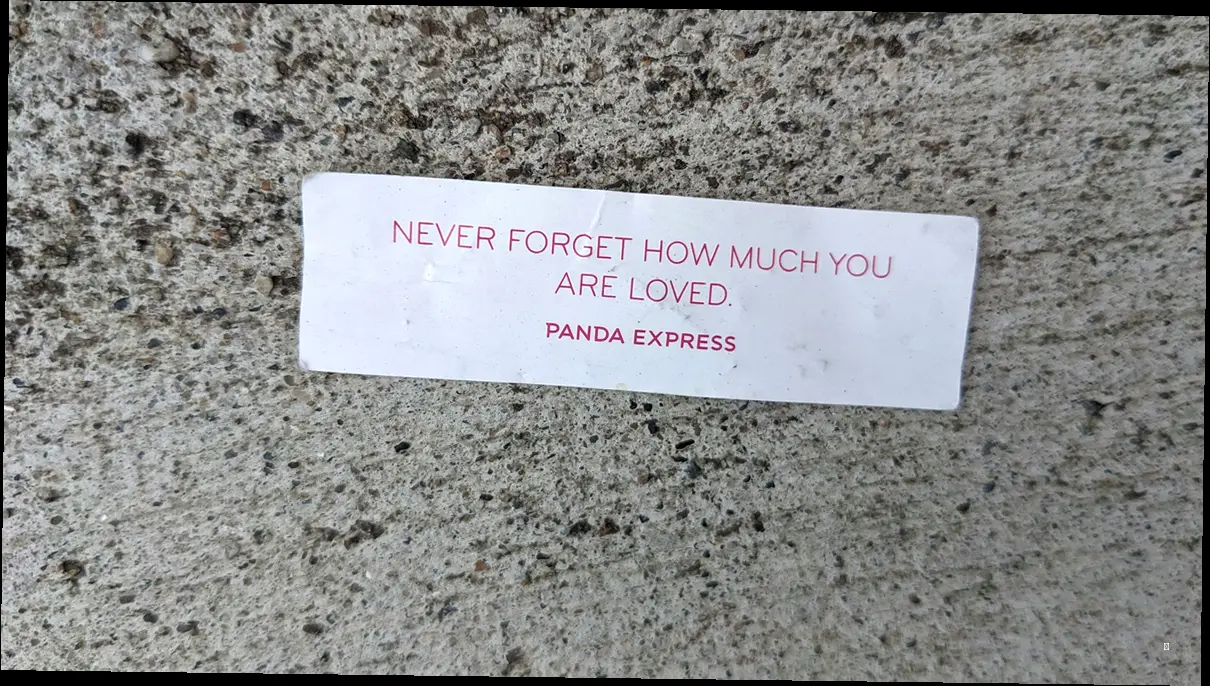 NEVER FORGET HOW MUCH YOU
ARE LOVED.
PANDA EXPRESS